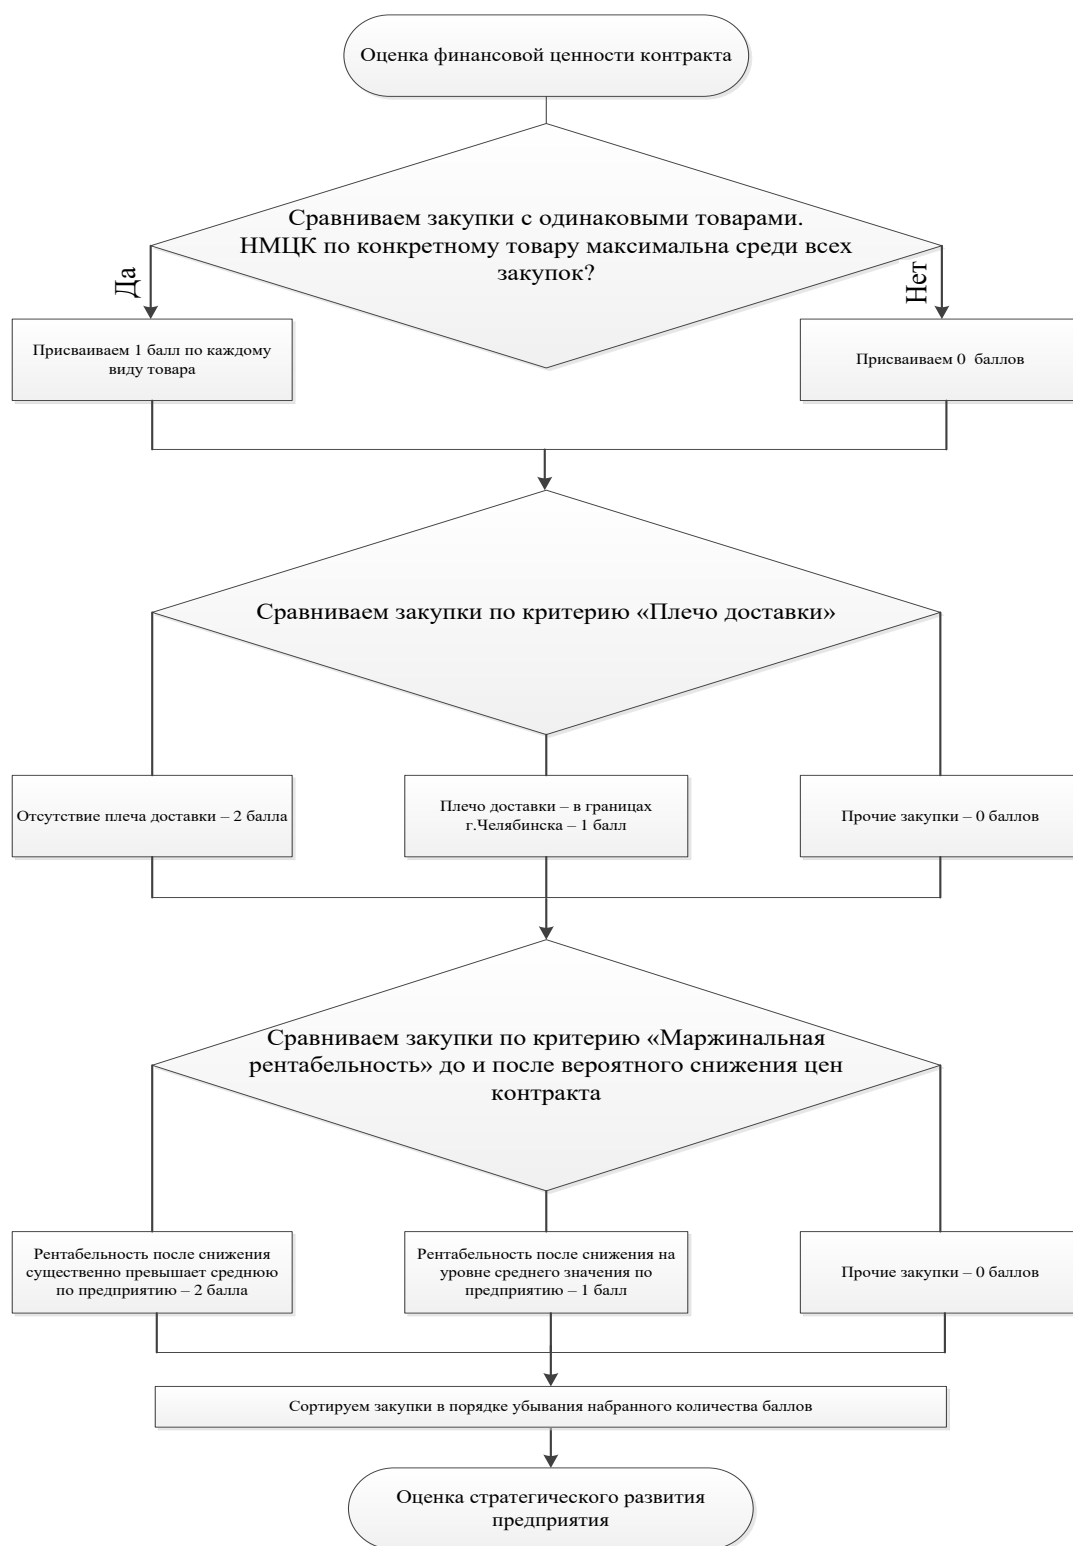 Оценка финансовой ценности контракта
Сравниваем закупки с одинаковыми товарами.
НМЦК по конкретному товару максимальна среди всех
закупок?
Да
Нет
Присваиваем 1 балл по каждому
виду товара
Присваиваем 0 баллов
Сравниваем закупки по критерию «Плечо доставки»
Отсутствие плеча доставки – 2 балла
Плечо доставки – в границах
г.Челябинска – 1 балл
Прочие закупки – 0 баллов
Сравниваем закупки по критерию «Маржинальная
рентабельность» до и после вероятного снижения цен
контракта
Рентабельность после снижения
существенно превышает среднюю
по предприятию – 2 балла
Рентабельность после снижения на
уровне среднего значения по
предприятию – 1 балл
Прочие закупки – 0 баллов
Сортируем закупки в порядке убывания набранного количества баллов
Оценка стратегического развития
предприятия